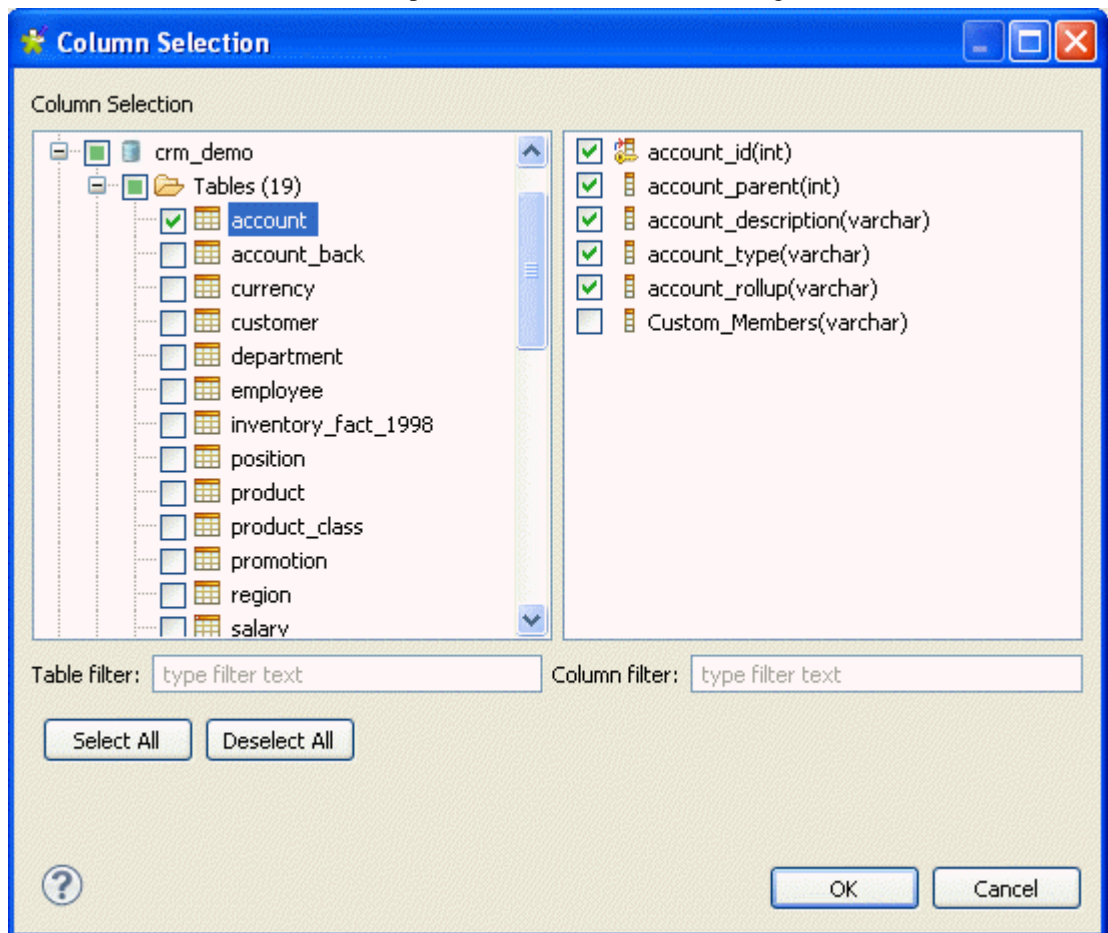 Column Selection
Column Selection
crm_demo
Tables (19)
account
account_back
currency
customer
department
employee
inventory_fact_1998
position
product
product_class
promotion
region
salary
account_id(int)
account_parent(int)
account_description(varchar)
account_type(varchar)
account_rollup(varchar)
Custom_Members(varchar)
Table filter: type filter text
Column filter: type filter text
Select All
Deselect All
?
OK
Cancel